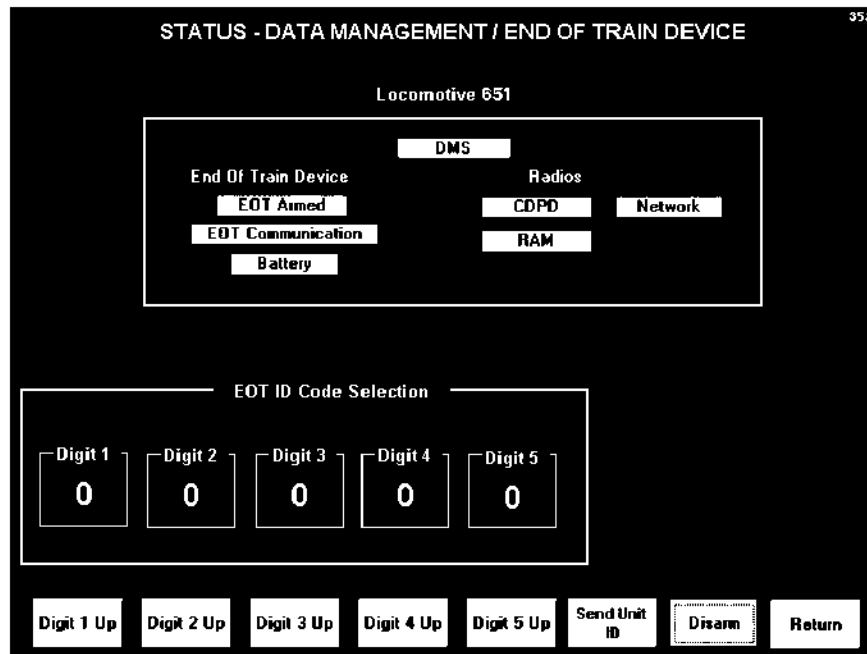 STATUS - DATA MANAGEMENT / END OF TRAIN DEVICE
Locomotive 651
DMS
End Of Train Device Radios
EOT Armed CDPD Network
EOT Communication RAM
Battery
EOT ID Code Selection
Digit 1 Digit 2 Digit 3 Digit 4 Digit 5
0 0 0 0 0
Digit 1 Up Digit 2 Up Digit 3 Up Digit 4 Up Digit 5 Up Send Unit ID Disarm Return